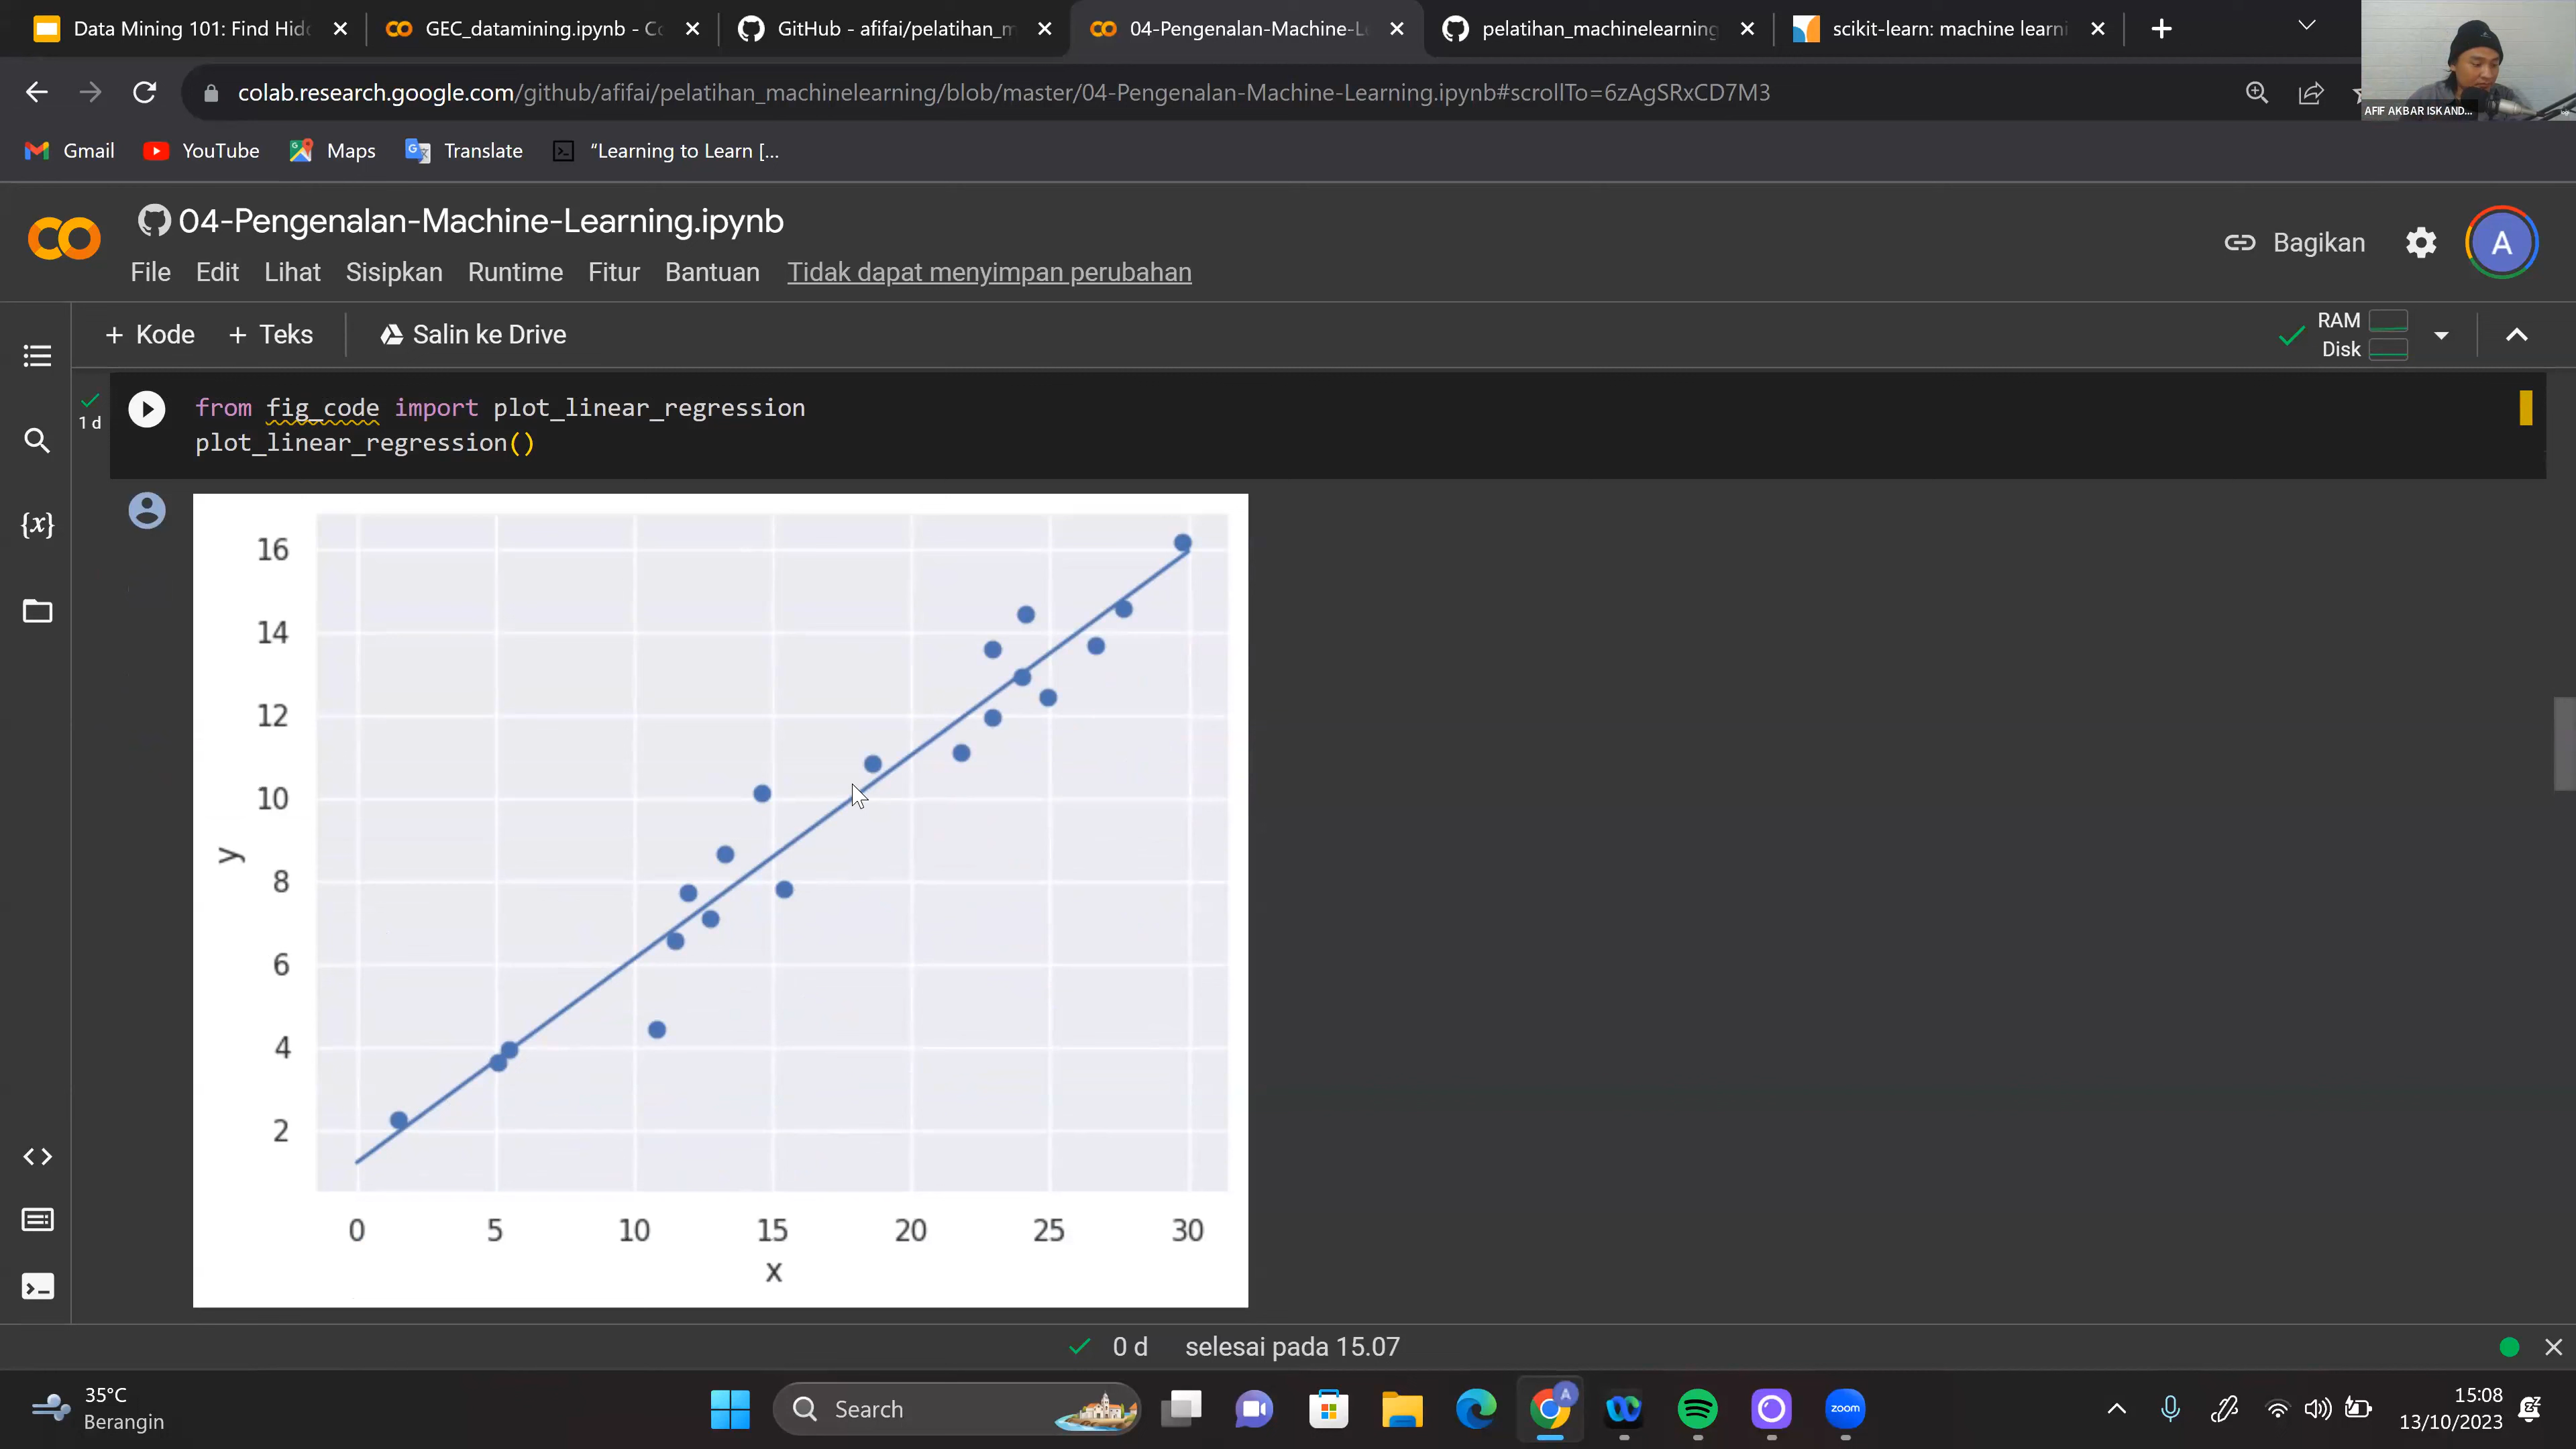 Data Mining 101: Find Hid
GEC_datamining.ipynb - Co
GitHub - afifai/pelatihan_m
04-Pengenalan-Machine-L
pelatihan_machinelearning
scikit-learn: machine learni
colab.research.google.com/github/afifai/pelatihan_machinelearning/blob/master/04-Pengenalan-Machine-Learning.ipynb#scrollTo=6zAgSRxCD7M3
AFIF AKBAR ISKAND...
Gmail
YouTube
Maps
Translate
“Learning to Learn [...
04-Pengenalan-Machine-Learning.ipynb
Bagikan
A
File Edit Lihat Sisipkan Runtime Fitur Bantuan Tidak dapat menyimpan perubahan
+ Kode + Teks
Salin ke Drive
RAM
Disk
1 d
from fig_code import plot_linear_regression
plot_linear_regression()
{x}
16
14
12
10
8
6
4
2
y
0 5 10 15 20 25 30
x
0 d selesai pada 15.07
35°C
Berangin
Search
A
zoom
15:08
13/10/2023